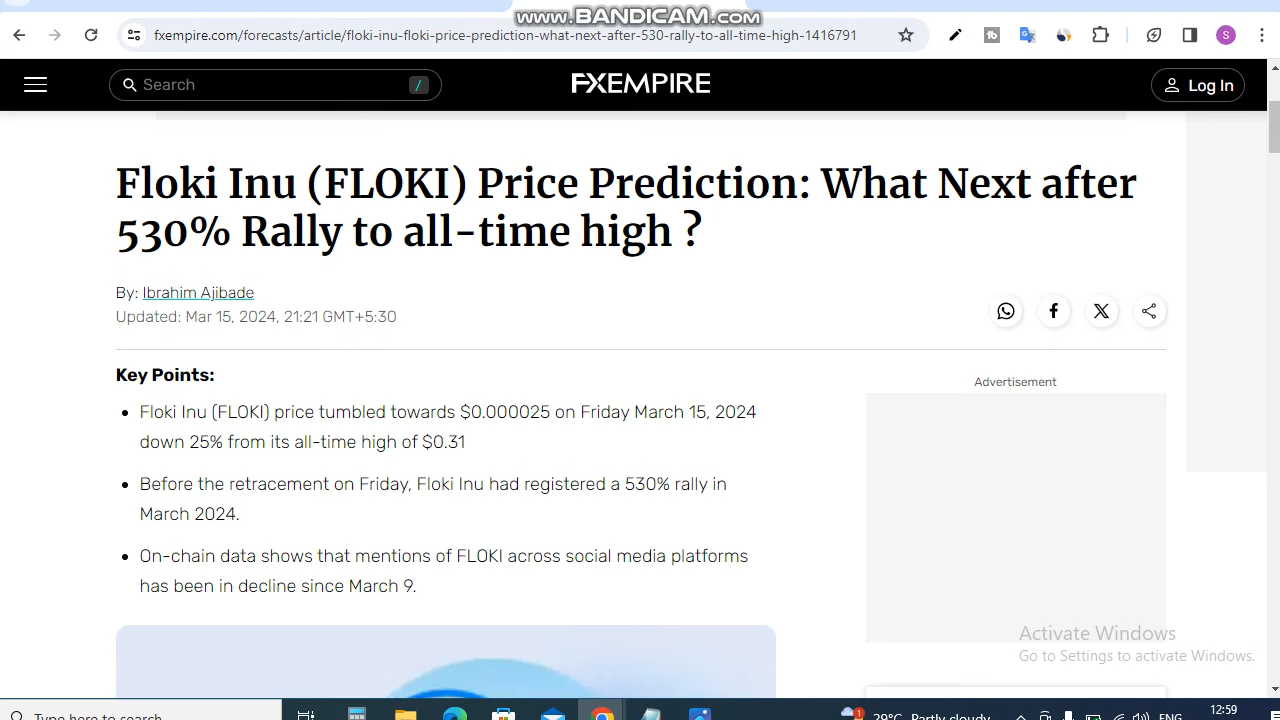 www.BANDICAM.com
fxempire.com/forecasts/article/floki-inu-floki-price-prediction-what-next-after-530-rally-to-all-time-high-1416791
S
Search
/
FXEMPIRE
Log In
Floki Inu (FLOKI) Price Prediction: What Next after
530% Rally to all-time high ?
By: Ibrahim Ajibade
Updated: Mar 15, 2024, 21:21 GMT+5:30
Key Points:
Floki Inu (FLOKI) price tumbled towards $0.000025 on Friday March 15, 2024
down 25% from its all-time high of $0.31
Before the retracement on Friday, Floki Inu had registered a 530% rally in
March 2024.
On-chain data shows that mentions of FLOKI across social media platforms
has been in decline since March 9.
Advertisement
Activate Windows
Go to Settings to activate Windows.
Type here to search
1
29°C Partly cloudy
ENG
12:59